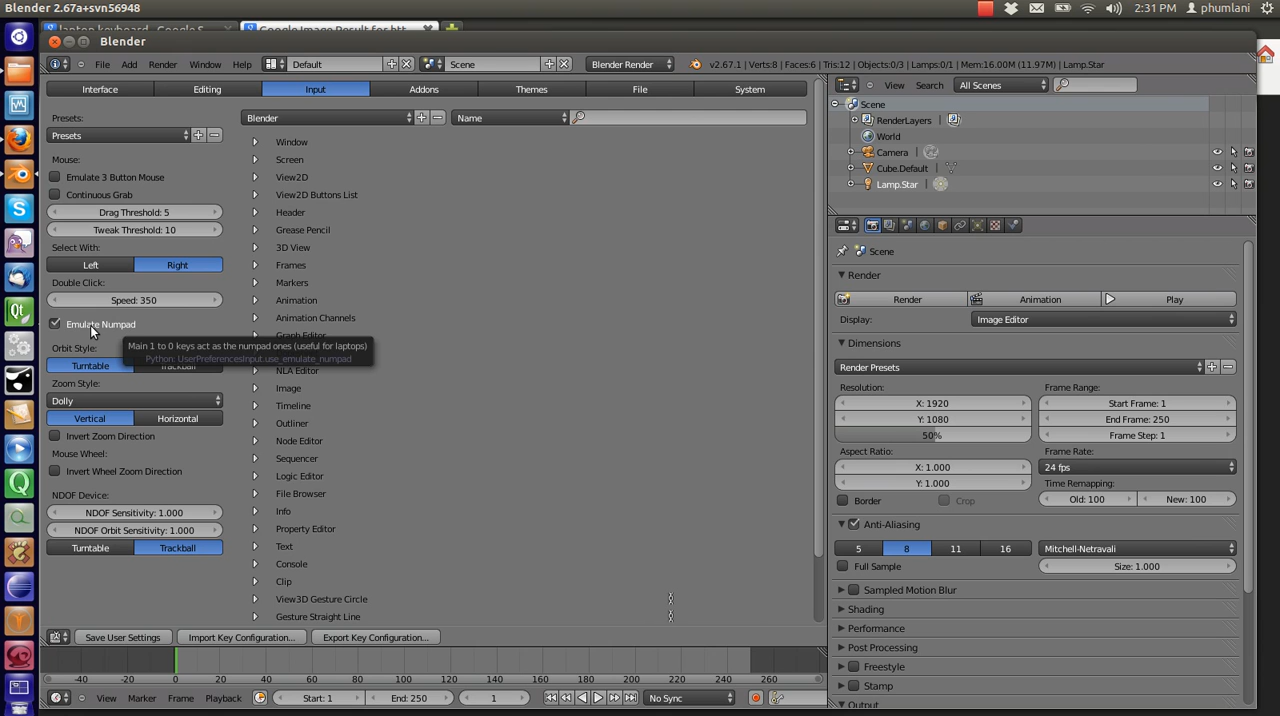 Blender 2.67a+svn56948
2:31 PM
phumlani
Blender
File Add Render Window Help
Default
Scene
Blender Render
v2.67.1 | Verts:8 | Faces:6 | Tris:12 | Objects:0/3 | Lamps:0/1 | Mem:16.00M (11.97M) | Lamp.Star
Interface Editing Input Addons Themes File System
View Search All Scenes
Presets:
Presets
Blender
Name
Mouse:
Emulate 3 Button Mouse
Continuous Grab
Drag Threshold: 5
Tweak Threshold: 10
Select With:
Left Right
Double Click:
Speed: 350
Emulate Numpad
Main 1 to 0 keys act as the numpad ones (useful for laptops)
Python: UserPreferencesInput.use_emulate_numpad
Orbit Style:
Turntable
Zoom Style:
Dolly
Vertical Horizontal
Invert Zoom Direction
Mouse Wheel:
Invert Wheel Zoom Direction
NDOF Device:
NDOF Sensitivity: 1.000
NDOF Orbit Sensitivity: 1.000
Turntable Trackball
Window
Screen
View2D
View2D Buttons List
Header
Grease Pencil
3D View
Frames
Markers
Animation
Animation Channels
NLA Editor
Image
Timeline
Outliner
Node Editor
Sequencer
Logic Editor
File Browser
Info
Property Editor
Text
Console
Clip
View3D Gesture Circle
Gesture Straight Line
Save User Settings Import Key Configuration... Export Key Configuration...
Scene
RenderLayers
World
Camera
Cube.Default
Lamp.Star
Scene
Render
Render Animation Play
Display: Image Editor
Dimensions
Render Presets
Resolution: Frame Range:
X: 1920 Start Frame: 1
Y: 1080 End Frame: 250
50% Frame Step: 1
Aspect Ratio: Frame Rate:
X: 1.000 24 fps
Y: 1.000 Time Remapping:
Border Crop Old: 100 New: 100
Anti-Aliasing
5 8 11 16 Mitchell-Netravali
Full Sample Size: 1.000
Sampled Motion Blur
Shading
Performance
Post Processing
Freestyle
Stamp
Output
-40 -20 0 20 40 60 80 100 120 140 160 180 200 220 240 260
View Marker Frame Playback Start: 1 End: 250 1 No Sync